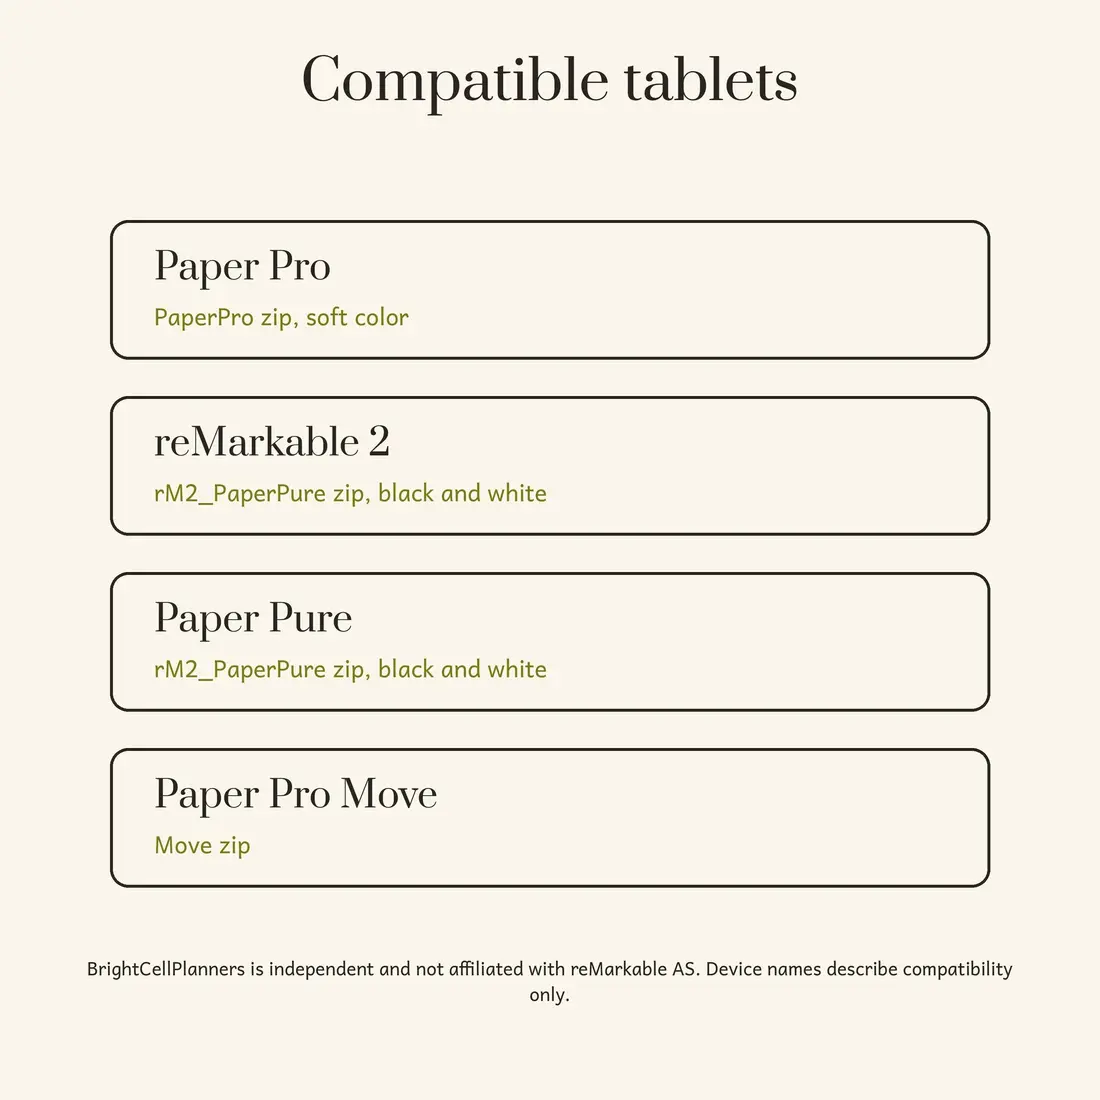 Compatible tablets
Paper Pro
PaperPro zip, soft color
reMarkable 2
rM2_PaperPure zip, black and white
Paper Pure
rM2_PaperPure zip, black and white
Paper Pro Move
Move zip
BrightCellPlanners is independent and not affiliated with reMarkable AS. Device names describe compatibility
only.